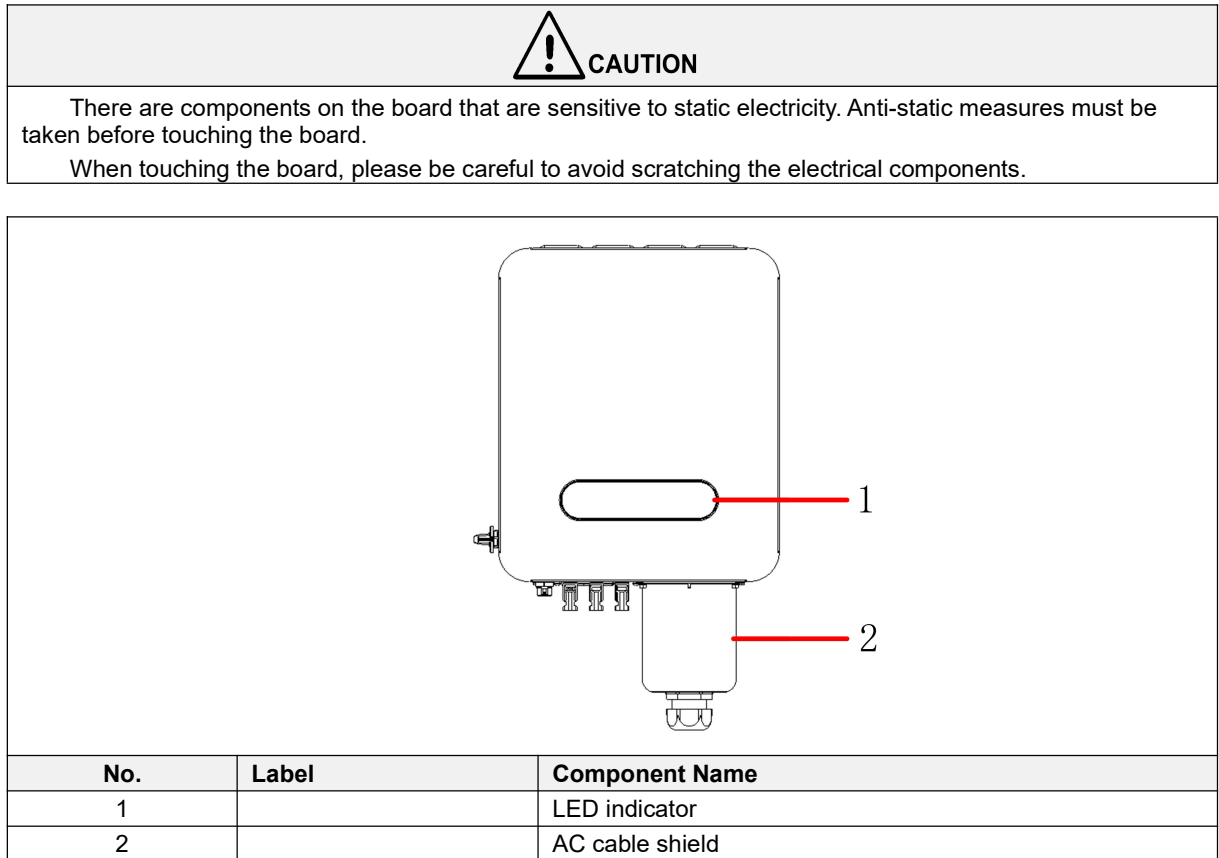 CAUTION
There are components on the board that are sensitive to static electricity. Anti-static measures must be
taken before touching the board.
When touching the board, please be careful to avoid scratching the electrical components.
1
2
No. Label Component Name
1 LED indicator
2 AC cable shield